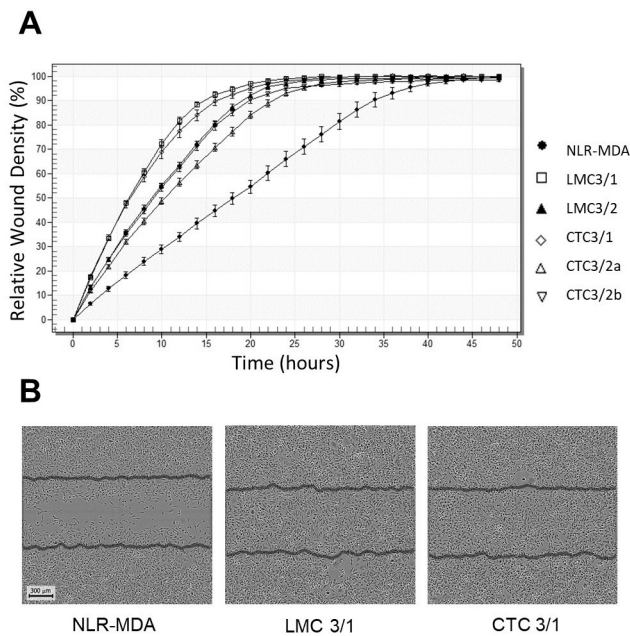 A
Relative Wound Density (%)
100
90
80
70
60
50
40
30
20
10
0
0 5 10 15 20 25 30 35 40 45 50
Time (hours)
NLR-MDA
LMC3/1
LMC3/2
CTC3/1
CTC3/2a
CTC3/2b
B
300 µm
NLR-MDA LMC 3/1 CTC 3/1